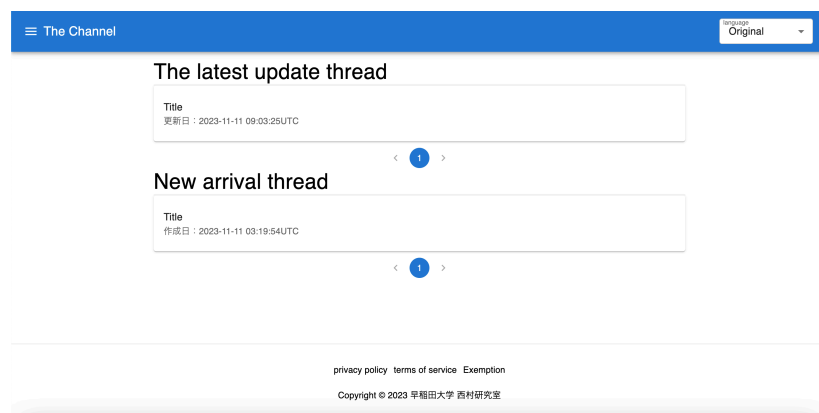 The Channel
language
Original
The latest update thread
Title
更新日：2023-11-11 09:03:25UTC
1
New arrival thread
Title
作成日：2023-11-11 03:19:54UTC
1
privacy policy terms of service Exemption
Copyright © 2023 早稲田大学 西村研究室